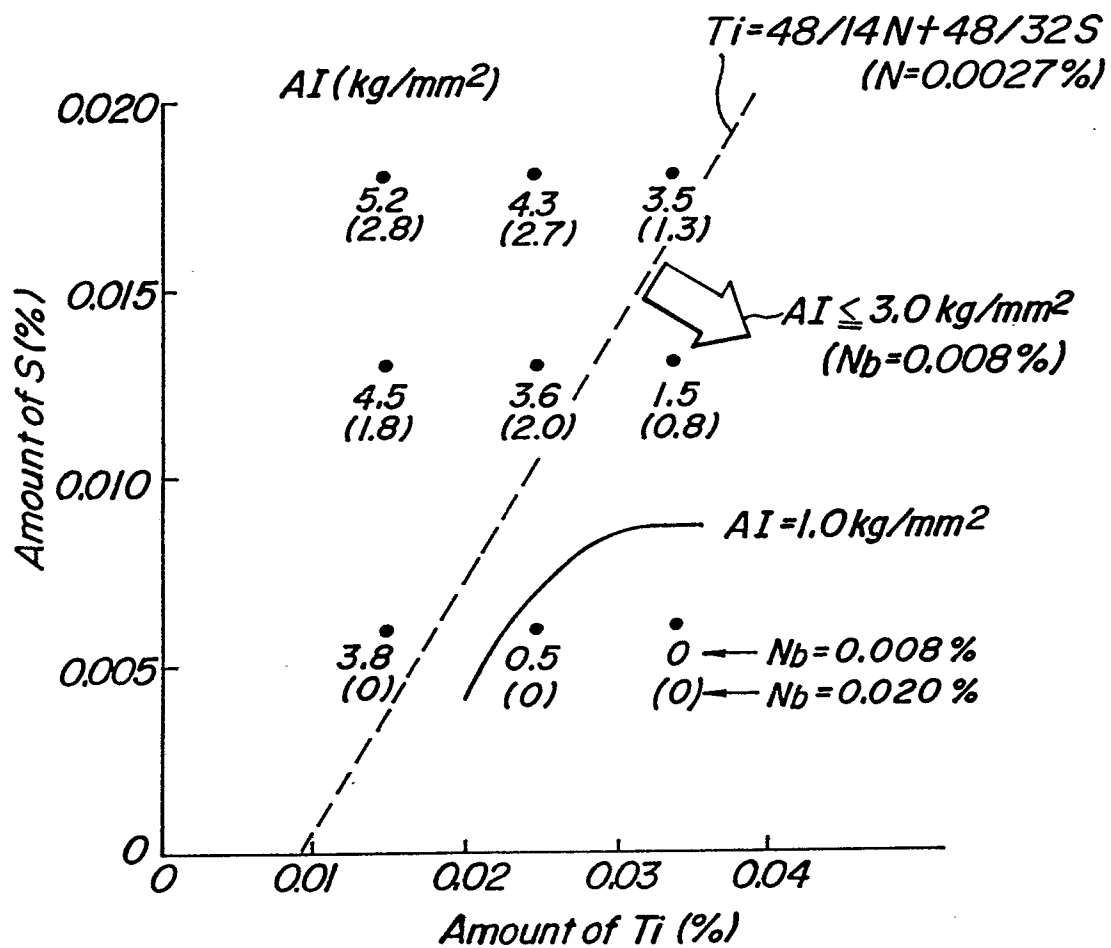 Ti=48/14N+48/32S
(N=0.0027%)
AI (kg/mm²)
0.020
5.2
(2.8)
4.3
(2.7)
3.5
(1.3)
0.015
AI ≦ 3.0 kg/mm²
(Nb=0.008%)
4.5
(1.8)
3.6
(2.0)
1.5
(0.8)
Amount of S (%)
0.010
AI=1.0kg/mm²
0.005
3.8
(0)
0.5
(0)
0 ← Nb=0.008%
(0) ← Nb=0.020%
0
0 0.01 0.02 0.03 0.04
Amount of Ti (%)